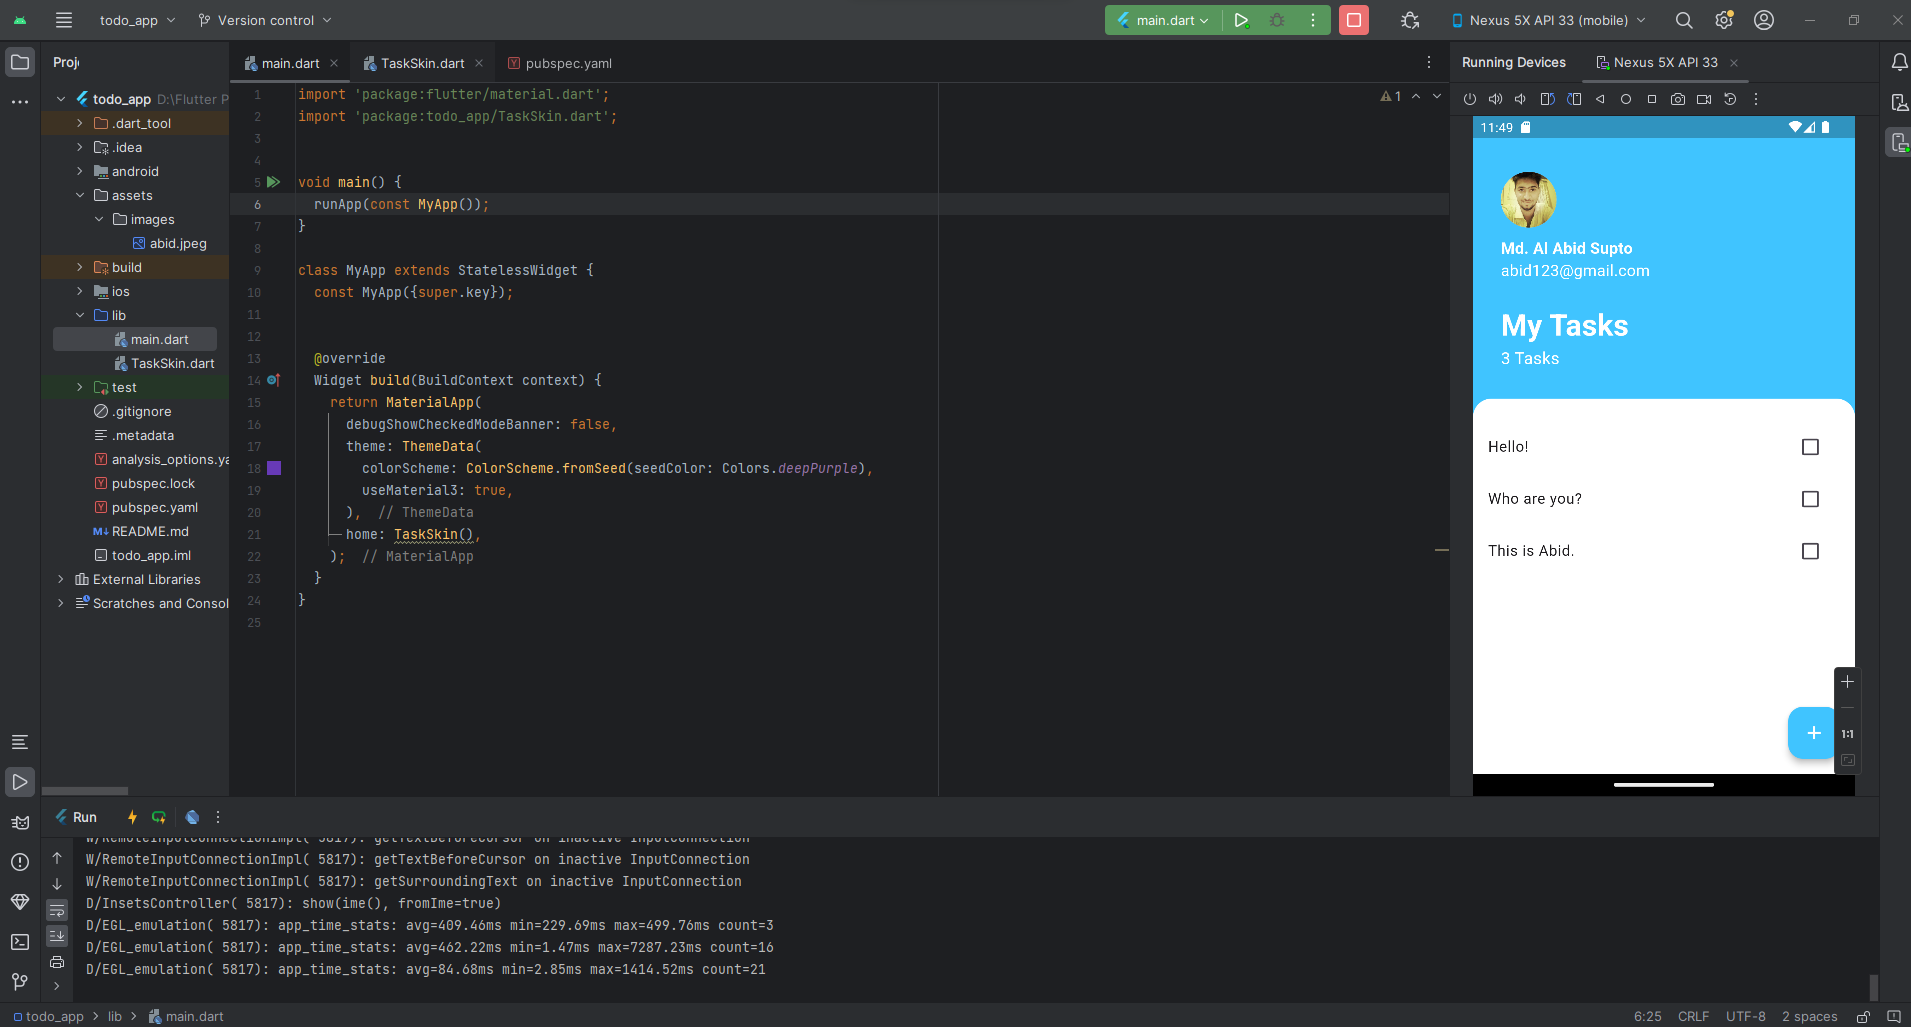 todo_app
Version control
main.dart
Nexus 5X API 33 (mobile)
Proj
main.dart
TaskSkin.dart
pubspec.yaml
Running Devices
Nexus 5X API 33
todo_app D:\Flutter P
.dart_tool
.idea
android
assets
images
abid.jpeg
build
ios
lib
main.dart
TaskSkin.dart
test
.gitignore
.metadata
analysis_options.ya
pubspec.lock
pubspec.yaml
README.md
todo_app.iml
External Libraries
Scratches and Consol
1 import 'package:flutter/material.dart';
2 import 'package:todo_app/TaskSkin.dart';
3
4
5 void main() {
6 runApp(const MyApp());
7 }
8
9 class MyApp extends StatelessWidget {
10 const MyApp({super.key});
11
12
13 @override
14 Widget build(BuildContext context) {
15 return MaterialApp(
16 debugShowCheckedModeBanner: false,
17 theme: ThemeData(
18 colorScheme: ColorScheme.fromSeed(seedColor: Colors.deepPurple),
19 useMaterial3: true,
20 ), // ThemeData
21 home: TaskSkin(),
22 ); // MaterialApp
23 }
24 }
25
1
11:49
Md. Al Abid Supto
abid123@gmail.com
My Tasks
3 Tasks
Hello!
Who are you?
This is Abid.
+
1:1
Run
W/RemoteInputConnectionImpl( 5817): getTextBeforeCursor on inactive InputConnection
W/RemoteInputConnectionImpl( 5817): getTextBeforeCursor on inactive InputConnection
W/RemoteInputConnectionImpl( 5817): getSurroundingText on inactive InputConnection
D/InsetsController( 5817): show(ime(), fromIme=true)
D/EGL_emulation( 5817): app_time_stats: avg=409.46ms min=229.69ms max=499.76ms count=3
D/EGL_emulation( 5817): app_time_stats: avg=462.22ms min=1.47ms max=7287.23ms count=16
D/EGL_emulation( 5817): app_time_stats: avg=84.68ms min=2.85ms max=1414.52ms count=21
todo_app > lib > main.dart
6:25 CRLF UTF-8 2 spaces